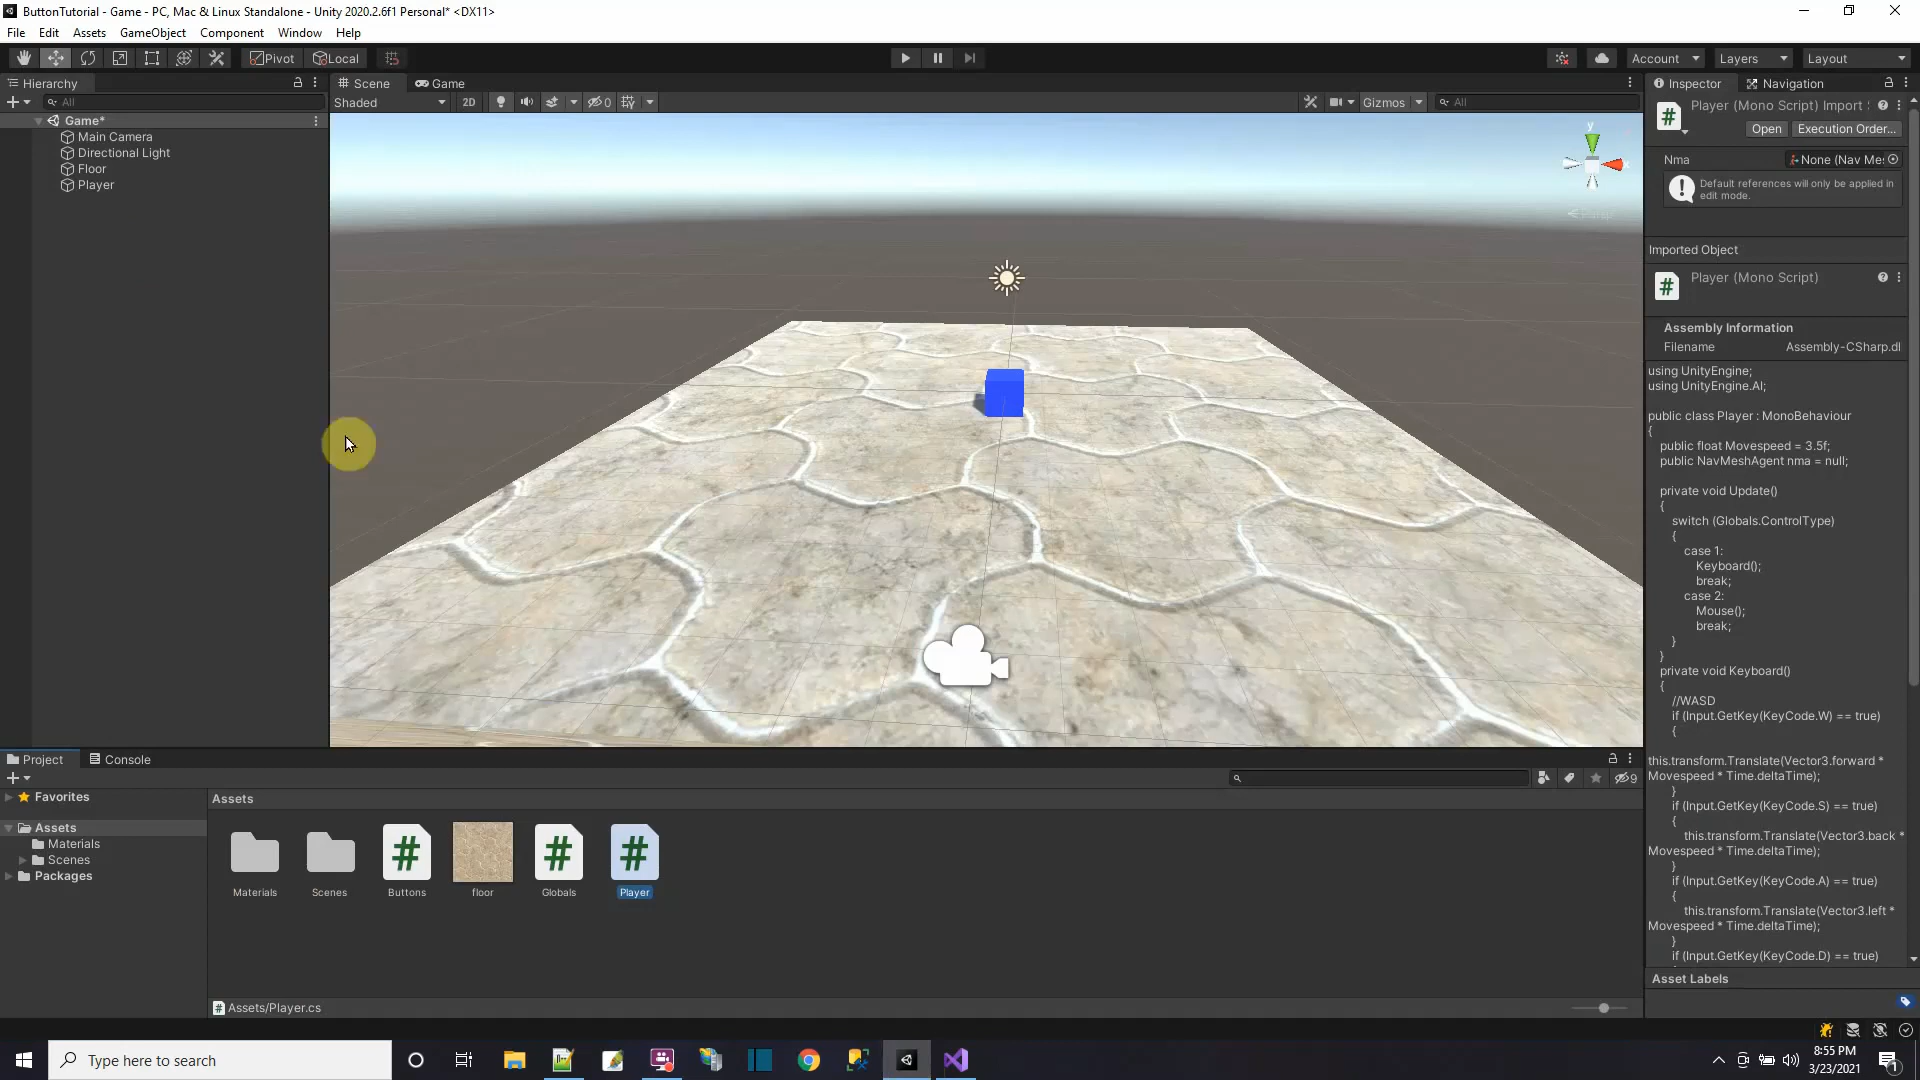 ButtonTutorial - Game - PC, Mac & Linux Standalone - Unity 2020.2.6f1 Personal* <DX11>
File Edit Assets GameObject Component Window Help
Pivot Local Account Layers Layout
Hierarchy
All
Game*
Main Camera
Directional Light
Floor
Player
Scene Game
Shaded 2D 0 Gizmos All
y
x
Inspector Navigation
Player (Mono Script) Import
Open Execution Order...
Nma None (Nav Mes
Default references will only be applied in
edit mode.
Imported Object
Player (Mono Script)
Assembly Information
Filename Assembly-CSharp.dl
using UnityEngine;
using UnityEngine.AI;
public class Player : MonoBehaviour
{
public float Movespeed = 3.5f;
public NavMeshAgent nma = null;
private void Update()
{
switch (Globals.ControlType)
{
case 1:
Keyboard();
break;
case 2:
Mouse();
break;
}
}
private void Keyboard()
{
//WASD
if (Input.GetKey(KeyCode.W) == true)
{
this.transform.Translate(Vector3.forward *
Movespeed * Time.deltaTime);
}
if (Input.GetKey(KeyCode.S) == true)
{
this.transform.Translate(Vector3.back *
Movespeed * Time.deltaTime);
}
if (Input.GetKey(KeyCode.A) == true)
{
this.transform.Translate(Vector3.left *
Movespeed * Time.deltaTime);
}
if (Input.GetKey(KeyCode.D) == true)
Asset Labels
Project Console
9
Favorites
Assets
Materials
Scenes
Packages
Assets
Materials Scenes Buttons floor Globals Player
Assets/Player.cs
Type here to search
8:55 PM
3/23/2021
1